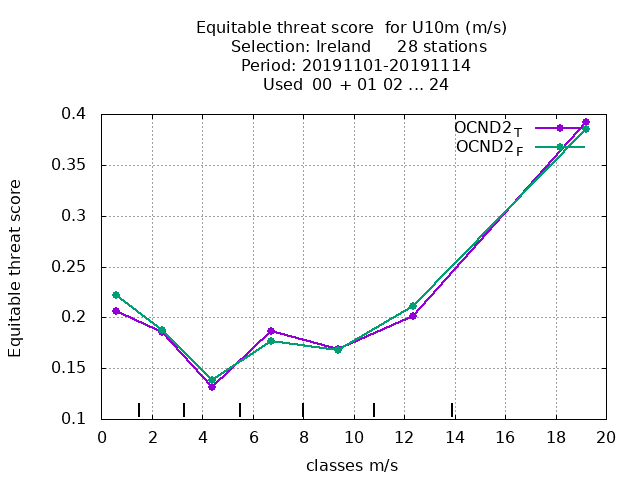 Equitable threat score  for U10m (m/s)
Selection: Ireland     28 stations
Period: 20191101-20191114
Used  00 + 01 02 ... 24
OCND2T
OCND2F
0.4
0.35
0.3
0.25
0.2
0.15
0.1
Equitable threat score
0 2 4 6 8 10 12 14 16 18 20
classes m/s